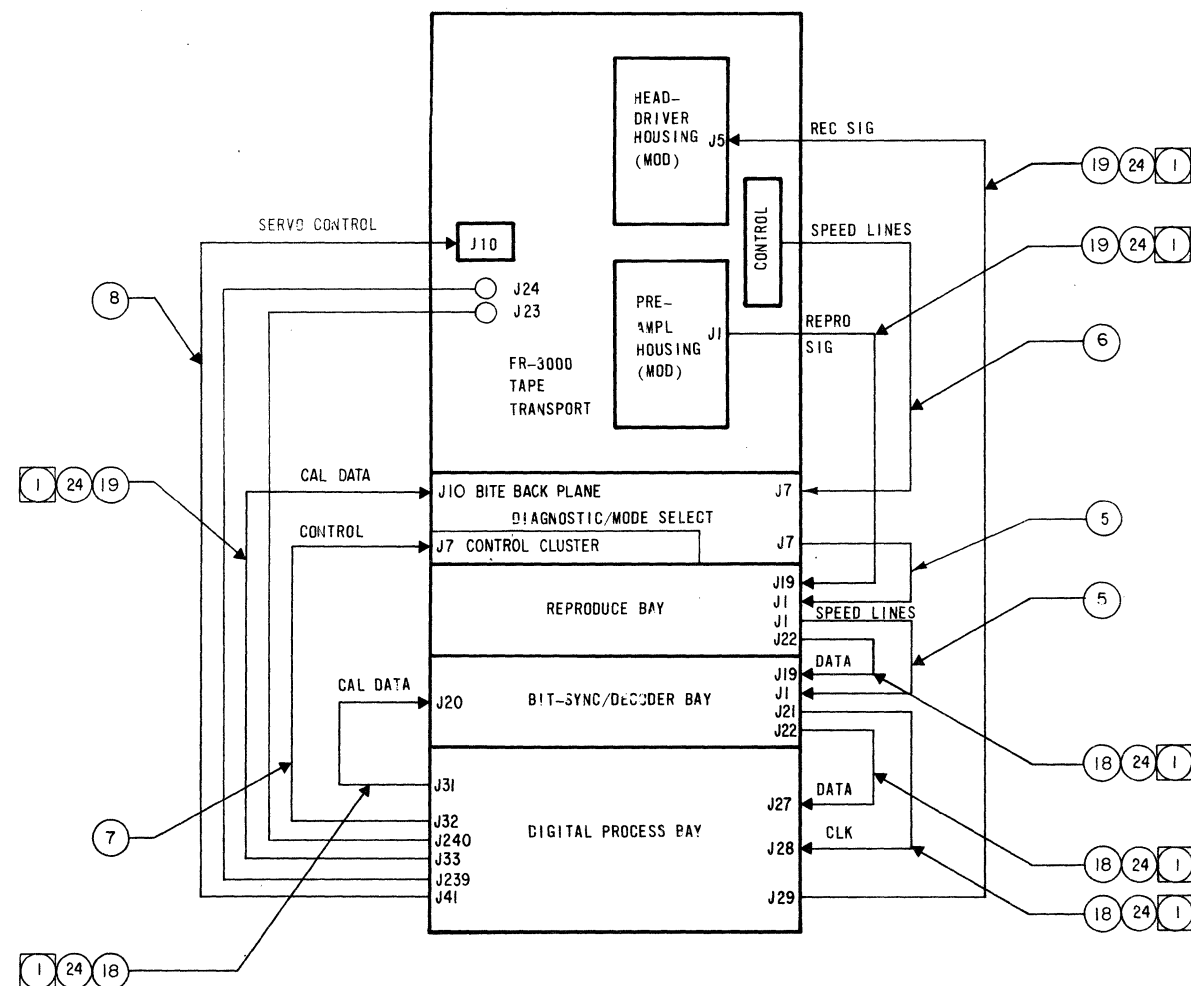 HEAD-
DRIVER
HOUSING
(MOD)
J5
REC SIG
19 24 1
CONTROL
SPEED LINES
19 24 1
SERVO CONTROL
J10
8
J24
J23
PRE-
AMPL
HOUSING
(MOD)
J1
REPRO
SIG
6
FR-3000
TAPE
TRANSPORT
1 24 19
CAL DATA
J10 BITE BACK PLANE
J7
DIAGNOSTIC/MODE SELECT
CONTROL
J7 CONTROL CLUSTER
J7
5
REPRODUCE BAY
J19
J1
J1
SPEED LINES
J22
5
CAL DATA
J20
BIT-SYNC/DECODER BAY
J19
DATA
J1
J21
J22
18 24 1
J31
J27
DATA
7
J32
DIGITAL PROCESS BAY
J240
J28
CLK
J33
18 24 1
J239
J41
J29
18 24 1
1 24 18